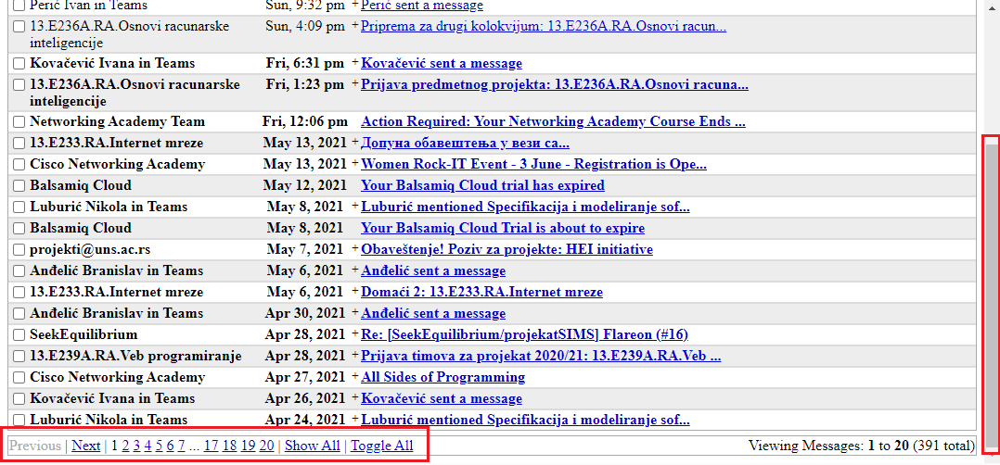 Perić Ivan in Teams Sun, 9:32 pm + Perić sent a message
13.E236A.RA.Osnovi racunarske Sun, 4:09 pm + Priprema za drugi kolokvijum: 13.E236A.RA.Osnovi racun...
inteligencije
Kovačević Ivana in Teams Fri, 6:31 pm + Kovačević sent a message
13.E236A.RA.Osnovi racunarske Fri, 1:23 pm + Prijava predmetnog projekta: 13.E236A.RA.Osnovi racuna...
inteligencije
Networking Academy Team Fri, 12:06 pm Action Required: Your Networking Academy Course Ends ...
13.E233.RA.Internet mreze May 13, 2021 + Допуна обавештења у вези са...
Cisco Networking Academy May 13, 2021 + Women Rock-IT Event - 3 June - Registration is Ope...
Balsamiq Cloud May 12, 2021 Your Balsamiq Cloud trial has expired
Luburić Nikola in Teams May 8, 2021 + Luburić mentioned Specifikacija i modeliranje sof...
Balsamiq Cloud May 8, 2021 Your Balsamiq Cloud Trial is about to expire
projekti@uns.ac.rs May 7, 2021 + Obaveštenje! Poziv za projekte: HEI initiative
Anđelić Branislav in Teams May 6, 2021 + Anđelić sent a message
13.E233.RA.Internet mreze May 6, 2021 + Domaći 2: 13.E233.RA.Internet mreze
Anđelić Branislav in Teams Apr 30, 2021 + Anđelić sent a message
SeekEquilibrium Apr 28, 2021 + Re: [SeekEquilibrium/projekatSIMS] Flareon (#16)
13.E239A.RA.Veb programiranje Apr 28, 2021 + Prijava timova za projekat 2020/21: 13.E239A.RA.Veb ...
Cisco Networking Academy Apr 27, 2021 + All Sides of Programming
Kovačević Ivana in Teams Apr 26, 2021 + Kovačević sent a message
Luburić Nikola in Teams Apr 24, 2021 + Luburić mentioned Specifikacija i modeliranje sof...
Previous | Next | 1 2 3 4 5 6 7 ... 17 18 19 20 | Show All | Toggle All Viewing Messages: 1 to 20 (391 total)